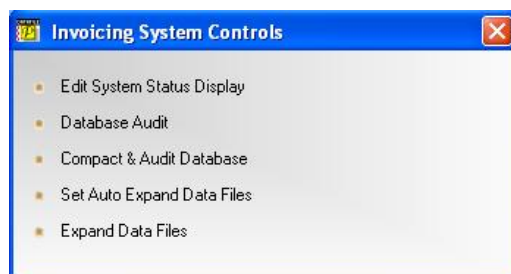 Invoicing System Controls
Edit System Status Display
Database Audit
Compact & Audit Database
Set Auto Expand Data Files
Expand Data Files